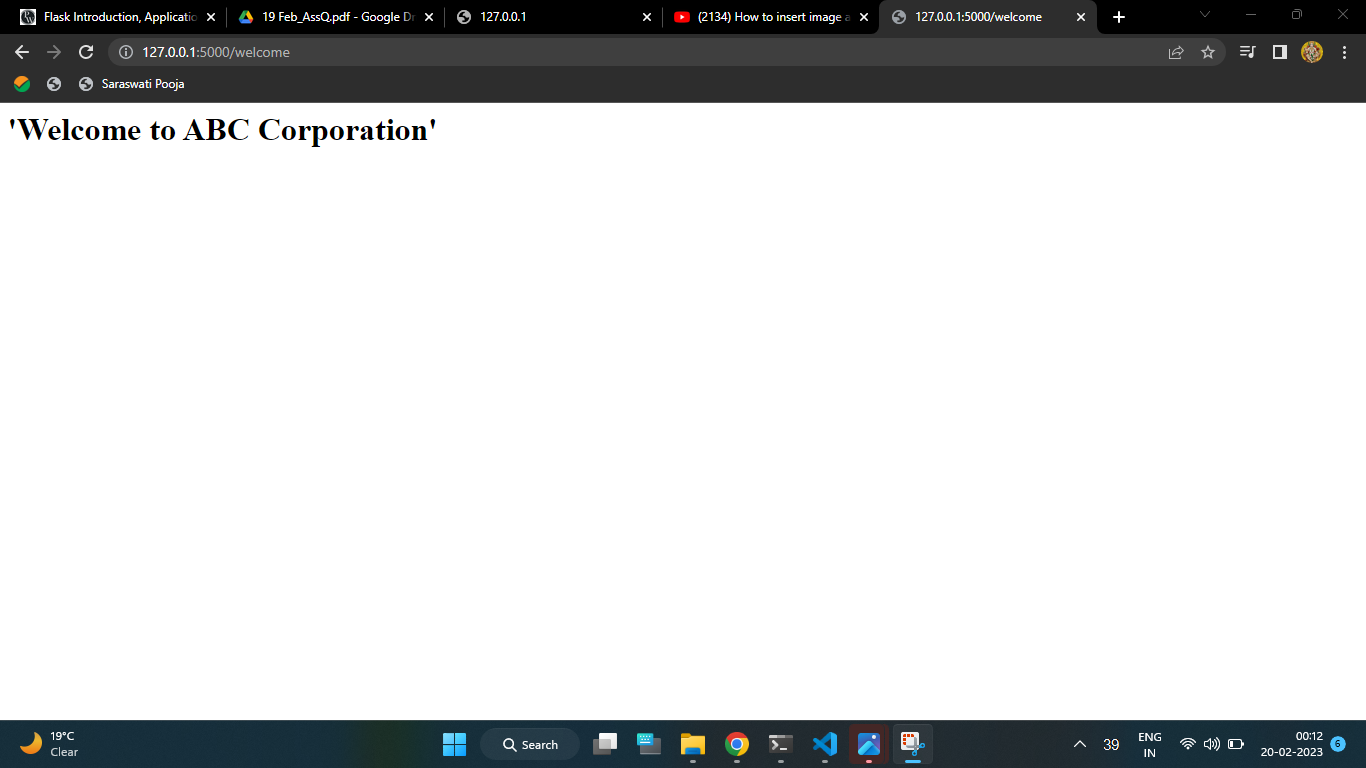 Flask Introduction, Applicatio
19 Feb_AssQ.pdf - Google Dr
127.0.0.1
(2134) How to insert image a
127.0.0.1:5000/welcome
127.0.0.1:5000/welcome
Saraswati Pooja
'Welcome to ABC Corporation'
19°C
Clear
Search
39
ENG
IN
00:12
20-02-2023
6